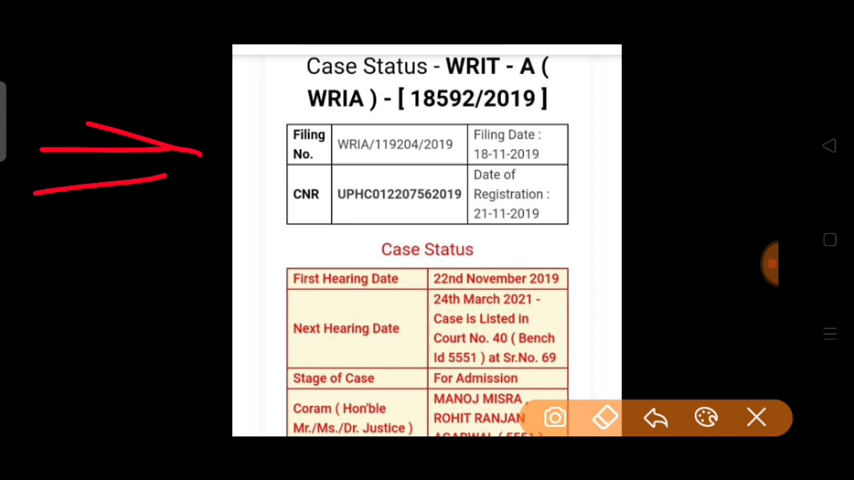 Case Status - WRIT - A (
WRIA ) - [ 18592/2019 ]
Filing No.
WRIA/119204/2019
Filing Date :
18-11-2019
CNR
UPHC012207562019
Date of
Registration :
21-11-2019
Case Status
First Hearing Date
22nd November 2019
Next Hearing Date
24th March 2021 -
Case is Listed in
Court No. 40 ( Bench
Id 5551 ) at Sr.No. 69
Stage of Case
For Admission
Coram ( Hon'ble
Mr./Ms./Dr. Justice )
MANOJ MISRA ,
ROHIT RANJAN
AGARWAL ( 5551 )